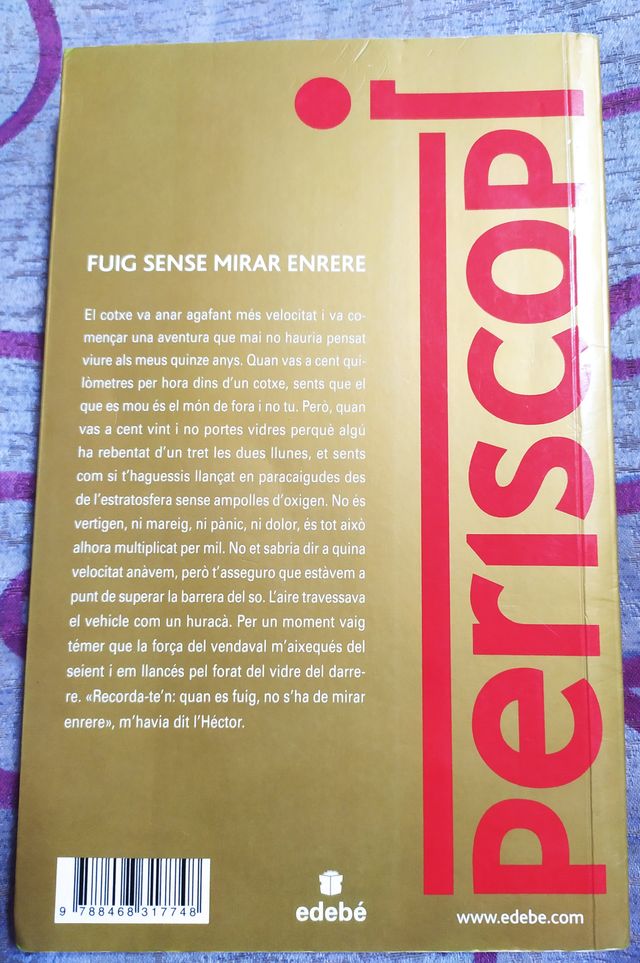 FUIG SENSE MIRAR ENRERE
El cotxe va anar agafant més velocitat i va co-
mençar una aventura que mai no hauria pensat
viure als meus quinze anys. Quan vas a cent qui-
lòmetres per hora dins d'un cotxe, sents que el
que es mou és el món de fora i no tu. Però, quan
vas a cent vint i no portes vidres perquè algú
ha rebentat d'un tret les dues llunes, et sents
com si t'haguessis llançat en paracaigudes des
de l'estratosfera sense ampolles d'oxigen. No és
vertigen, ni mareig, ni pànic, ni dolor, és tot això
alhora multiplicat per mil. No et sabria dir a quina
velocitat anàvem, però t'asseguro que estàvem a
punt de superar la barrera del so. L'aire travessava
el vehicle com un huracà. Per un moment vaig
témer que la força del vendaval m'aixequés del
seient i em llancés pel forat del vidre del darre-
re. «Recorda-te'n: quan es fuig, no s'ha de mirar
enrere», m'havia dit l'Héctor.
periscopi
9 788468 317748
edebé
www.edebe.com